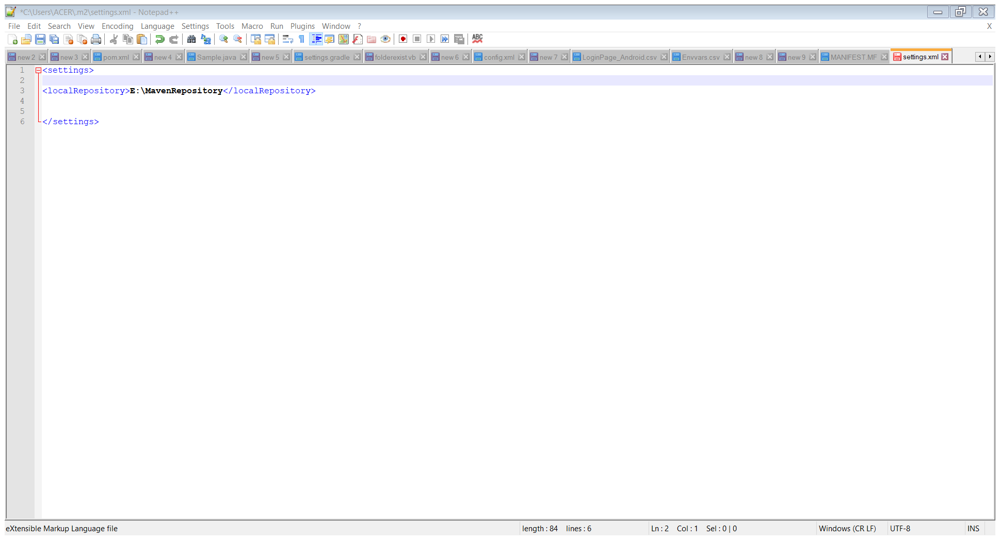 *C:\Users\ACER\.m2\settings.xml - Notepad++
File Edit Search View Encoding Language Settings Tools Macro Run Plugins Window ? X
ABC
new 2 new 3 pom.xml new 4 Sample.java new 5 settings.gradle folderexist.vb new 6 config.xml new 7 LoginPage_Android.csv Envvars.csv new 8 new 9 MANIFEST.MF settings.xml
1 <settings>
2
3 <localRepository>E:\MavenRepository</localRepository>
4
5
6 </settings>
eXtensible Markup Language file length : 84 lines : 6 Ln : 2 Col : 1 Sel : 0 | 0 Windows (CR LF) UTF-8 INS